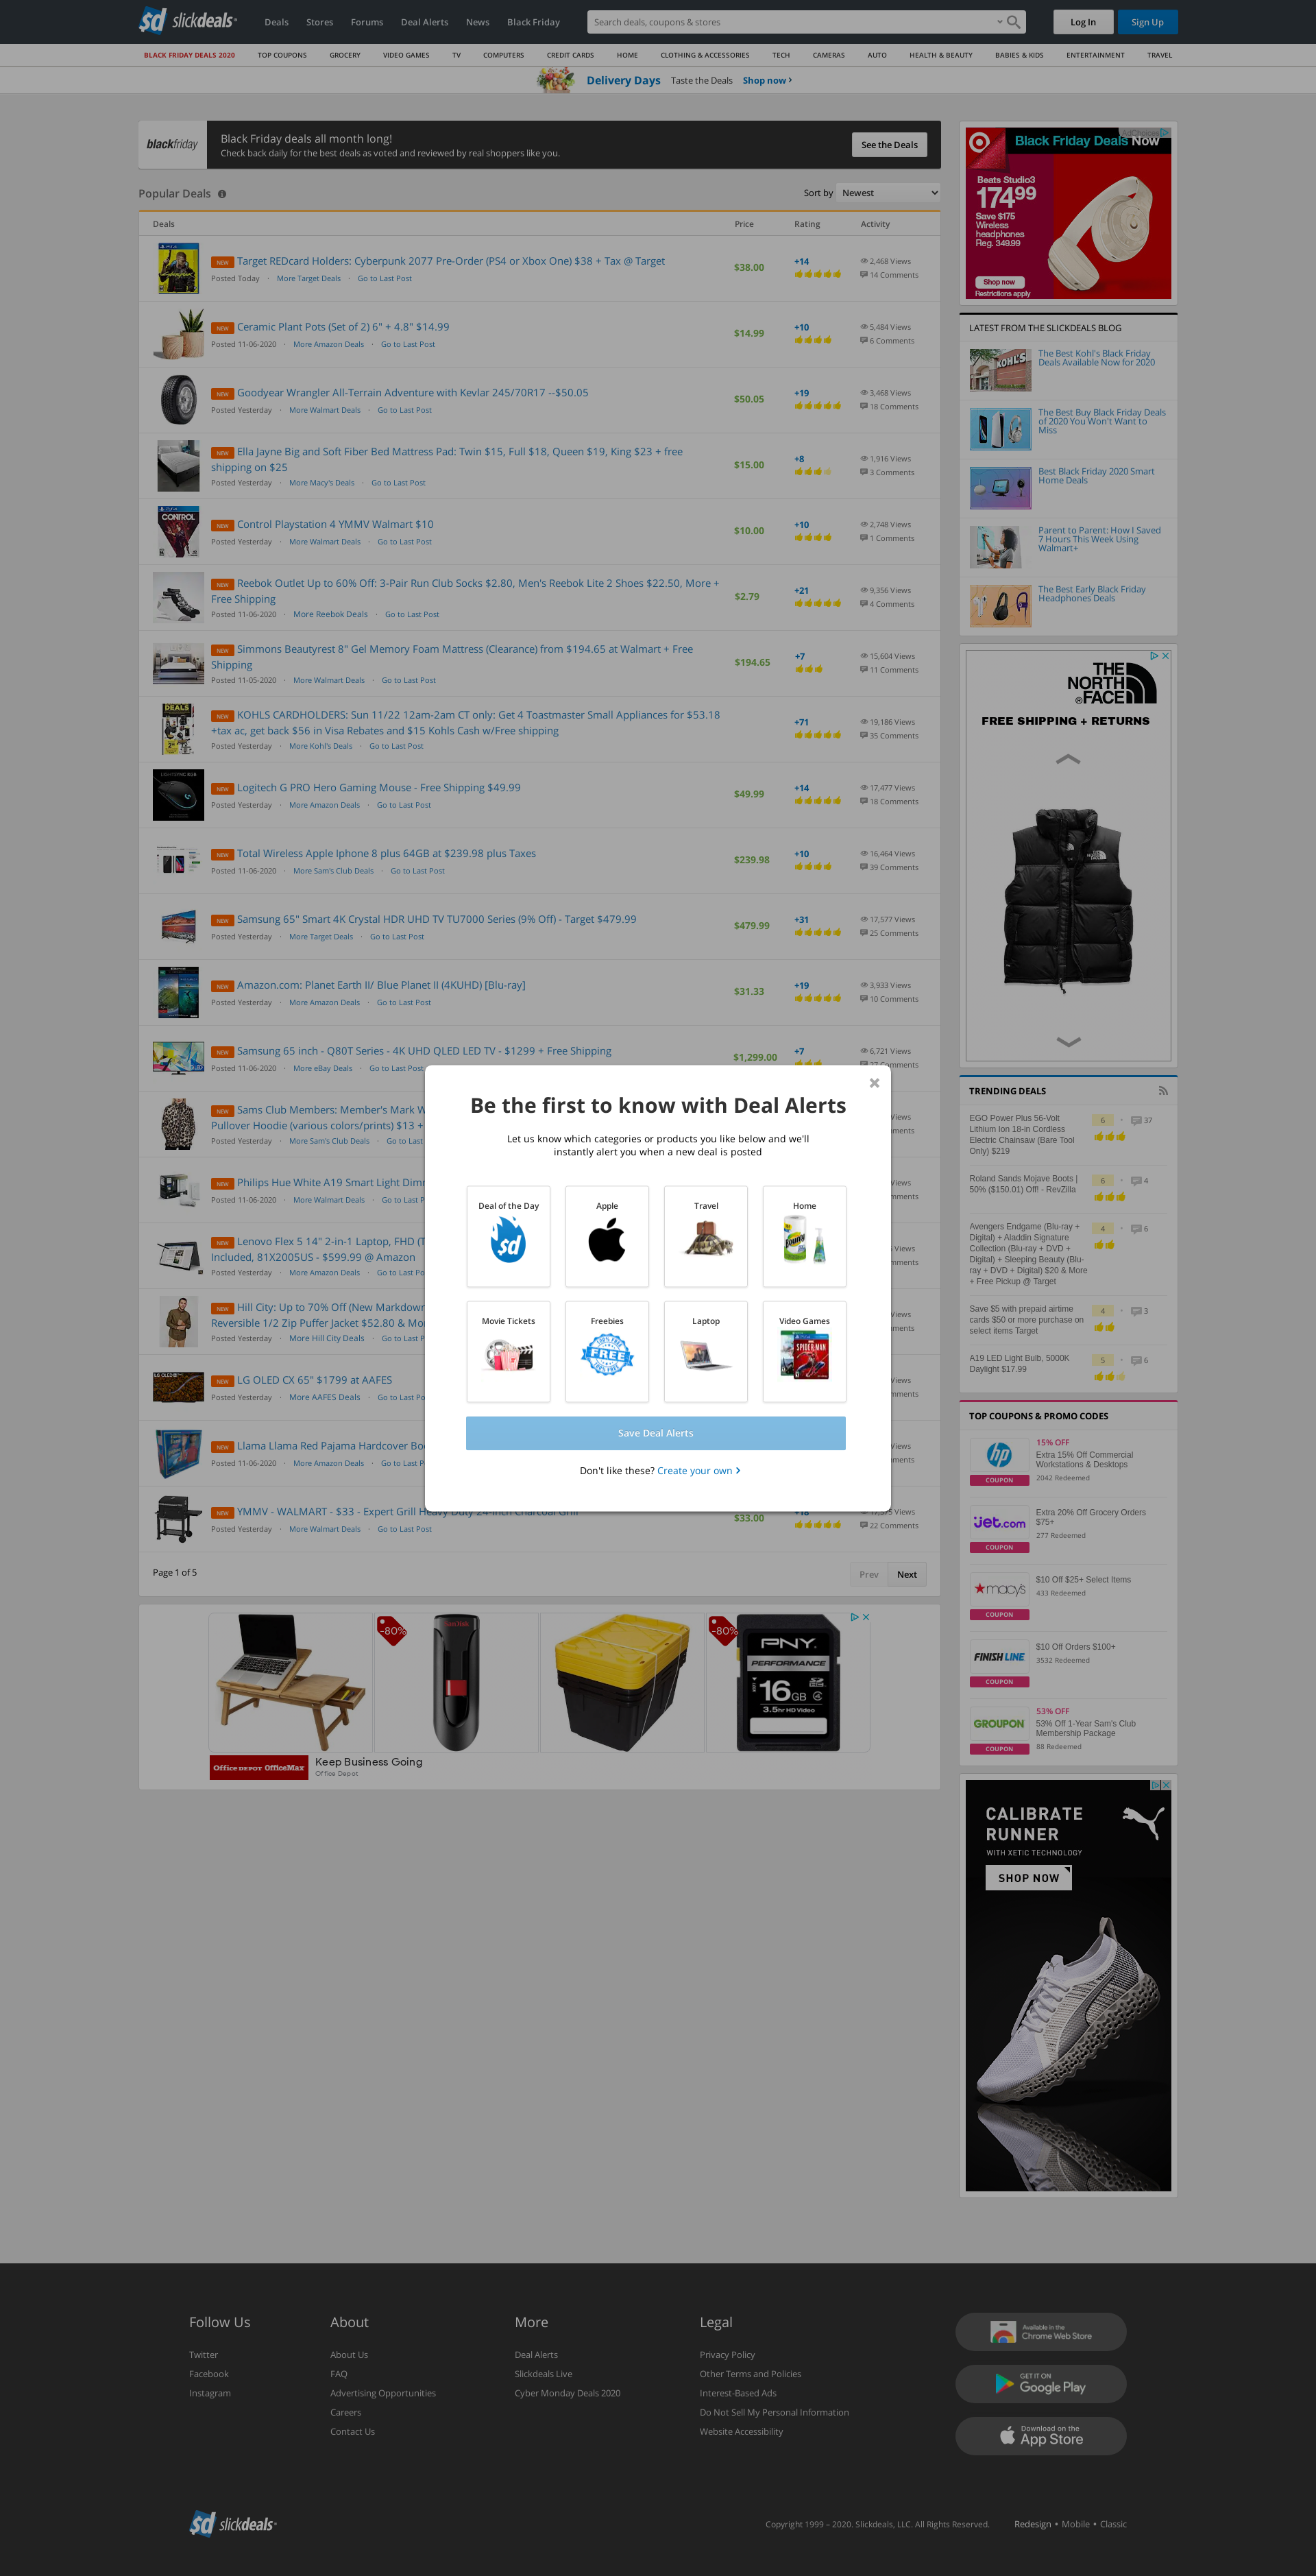 slickdeals
Deals Stores Forums Deal Alerts News Black Friday
Search deals, coupons & stores
Log In
Sign Up
BLACK FRIDAY DEALS 2020 TOP COUPONS GROCERY VIDEO GAMES TV COMPUTERS CREDIT CARDS HOME CLOTHING & ACCESSORIES TECH CAMERAS AUTO HEALTH & BEAUTY BABIES & KIDS ENTERTAINMENT TRAVEL
Delivery Days Taste the Deals Shop now
blackfriday
Black Friday deals all month long!
Check back daily for the best deals as voted and reviewed by real shoppers like you.
See the Deals
Popular Deals
Sort by Newest
Deals Price Rating Activity
NEW Target REDcard Holders: Cyberpunk 2077 Pre-Order (PS4 or Xbox One) $38 + Tax @ Target
Posted Today · More Target Deals · Go to Last Post
$38.00 +14 2,468 Views
14 Comments
NEW Ceramic Plant Pots (Set of 2) 6" + 4.8" $14.99
Posted 11-06-2020 · More Amazon Deals · Go to Last Post
$14.99 +10 5,484 Views
6 Comments
NEW Goodyear Wrangler All-Terrain Adventure with Kevlar 245/70R17 --$50.05
Posted Yesterday · More Walmart Deals · Go to Last Post
$50.05 +19 3,468 Views
18 Comments
NEW Ella Jayne Big and Soft Fiber Bed Mattress Pad: Twin $15, Full $18, Queen $19, King $23 + free
shipping on $25
Posted Yesterday · More Macy's Deals · Go to Last Post
$15.00 +8 1,916 Views
3 Comments
NEW Control Playstation 4 YMMV Walmart $10
Posted Yesterday · More Walmart Deals · Go to Last Post
$10.00 +10 2,748 Views
1 Comments
NEW Reebok Outlet Up to 60% Off: 3-Pair Run Club Socks $2.80, Men's Reebok Lite 2 Shoes $22.50, More +
Free Shipping
Posted 11-06-2020 · More Reebok Deals · Go to Last Post
$2.79 +21 9,356 Views
4 Comments
NEW Simmons Beautyrest 8" Gel Memory Foam Mattress (Clearance) from $194.65 at Walmart + Free
Shipping
Posted 11-05-2020 · More Walmart Deals · Go to Last Post
$194.65 +7 15,604 Views
11 Comments
NEW KOHLS CARDHOLDERS: Sun 11/22 12am-2am CT only: Get 4 Toastmaster Small Appliances for $53.18
+tax ac, get back $56 in Visa Rebates and $15 Kohls Cash w/Free shipping
Posted Yesterday · More Kohl's Deals · Go to Last Post
+71 19,186 Views
35 Comments
NEW Logitech G PRO Hero Gaming Mouse - Free Shipping $49.99
Posted Yesterday · More Amazon Deals · Go to Last Post
$49.99 +14 17,477 Views
18 Comments
NEW Total Wireless Apple Iphone 8 plus 64GB at $239.98 plus Taxes
Posted 11-06-2020 · More Sam's Club Deals · Go to Last Post
$239.98 +10 16,464 Views
39 Comments
NEW Samsung 65" Smart 4K Crystal HDR UHD TV TU7000 Series (9% Off) - Target $479.99
Posted Yesterday · More Target Deals · Go to Last Post
$479.99 +31 17,577 Views
25 Comments
NEW Amazon.com: Planet Earth II/ Blue Planet II (4KUHD) [Blu-ray]
Posted Yesterday · More Amazon Deals · Go to Last Post
$31.33 +19 3,933 Views
10 Comments
NEW Samsung 65 inch - Q80T Series - 4K UHD QLED LED TV - $1299 + Free Shipping
Posted 11-06-2020 · More eBay Deals · Go to Last Post
$1,299.00 +7 6,721 Views
Comments
NEW Sams Club Members: Member's Mark
Pullover Hoodie (various colors/prints) $13 +
Posted Yesterday · More Sam's Club Deals · Go to Last
NEW Philips Hue White A19 Smart Light
Posted 11-06-2020 · More Walmart Deals · Go to Last
NEW Lenovo Flex 5 14" 2-in-1 Laptop, FHD
Included, 81X2005US - $599.99 @ Amazon
Posted Yesterday · More Amazon Deals · Go to Last
NEW Hill City: Up to 70% Off (New
Reversible 1/2 Zip Puffer Jacket $52.80 &
Posted Yesterday · More Hill City Deals · Go to Last
NEW LG OLED CX 65" $1799 at AAFES
Posted Yesterday · More AAFES Deals · Go to Last
NEW Llama Llama Red Pajama Hardcover
Posted 11-06-2020 · More Amazon Deals · Go to Last
NEW YMMV - WALMART - $33 - Expert Grill Heavy Duty 24-Inch Charcoal Grill
Posted Yesterday · More Walmart Deals · Go to Last Post
$33.00 +18 Views
22 Comments
Page 1 of 5
Prev Next
Be the first to know with Deal Alerts
Let us know which categories or products you like below and we'll
instantly alert you when a new deal is posted
Deal of the Day Apple Travel Home
Movie Tickets Freebies Laptop Video Games
FREE
Save Deal Alerts
Don't like these? Create your own
-80%
-80%
PNY
PERFORMANCE
16GB
3.5hr HD Video
Office DEPOT OfficeMax
Keep Business Going
Office Depot
Black Friday Deals Now
Beats Studio3
174 99
Save $175
Wireless
headphones
Reg. 349.99
Shop now
Restrictions apply
LATEST FROM THE SLICKDEALS BLOG
The Best Kohl's Black Friday
Deals Available Now for 2020
The Best Buy Black Friday Deals
of 2020 You Won't Want to
Miss
Best Black Friday 2020 Smart
Home Deals
Parent to Parent: How I Saved
7 Hours This Week Using
Walmart+
The Best Early Black Friday
Headphones Deals
THE
NORTH
FACE
FREE SHIPPING + RETURNS
TRENDING DEALS
EGO Power Plus 56-Volt
Lithium Ion 18-in Cordless
Electric Chainsaw (Bare Tool
Only) $219
6 37
Roland Sands Mojave Boots |
50% ($150.01) Off! - RevZilla
6 4
Avengers Endgame (Blu-ray +
Digital) + Aladdin Signature
Collection (Blu-ray + DVD +
Digital) + Sleeping Beauty (Blu-
ray + DVD + Digital) $20 & More
+ Free Pickup @ Target
4 6
Save $5 with prepaid airtime
cards $50 or more purchase on
select items Target
4 3
A19 LED Light Bulb, 5000K
Daylight $17.99
5 6
TOP COUPONS & PROMO CODES
hp
COUPON
15% OFF
Extra 15% Off Commercial
Workstations & Desktops
2042 Redeemed
jet.com
COUPON
Extra 20% Off Grocery Orders
$75+
277 Redeemed
macy's
COUPON
$10 Off $25+ Select Items
433 Redeemed
FINISH LINE
COUPON
$10 Off Orders $100+
3532 Redeemed
GROUPON
COUPON
53% OFF
53% Off 1-Year Sam's Club
Membership Package
88 Redeemed
CALIBRATE
RUNNER
WITH XETIC TECHNOLOGY
SHOP NOW
Follow Us
Twitter
Facebook
Instagram
About
About Us
FAQ
Advertising Opportunities
Careers
Contact Us
More
Deal Alerts
Slickdeals Live
Cyber Monday Deals 2020
Legal
Privacy Policy
Other Terms and Policies
Interest-Based Ads
Do Not Sell My Personal Information
Website Accessibility
Available in the
Chrome Web Store
GET IT ON
Google Play
Download on the
App Store
slickdeals
Copyright 1999 – 2020. Slickdeals, LLC. All Rights Reserved.
Redesign • Mobile • Classic